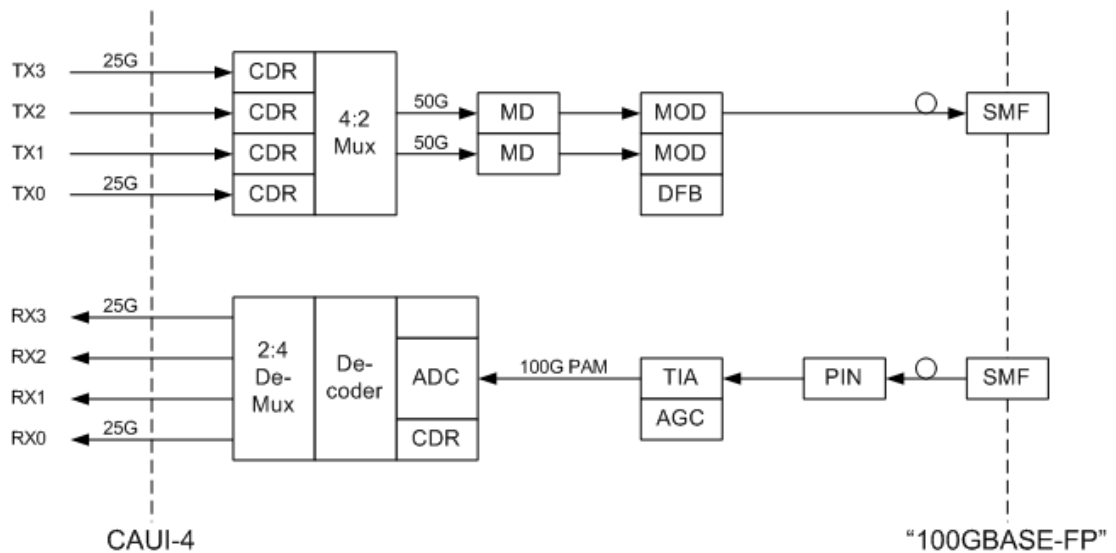 TX3 25G CDR
TX2 CDR 50G MD MOD SMF
4:2
Mux
TX1 CDR 50G MD MOD
TX0 25G CDR DFB
RX3 25G
RX2 2:4
De-
Mux
De-
coder
ADC 100G PAM TIA PIN SMF
RX1 AGC
RX0 25G CDR
CAUI-4 “100GBASE-FP”